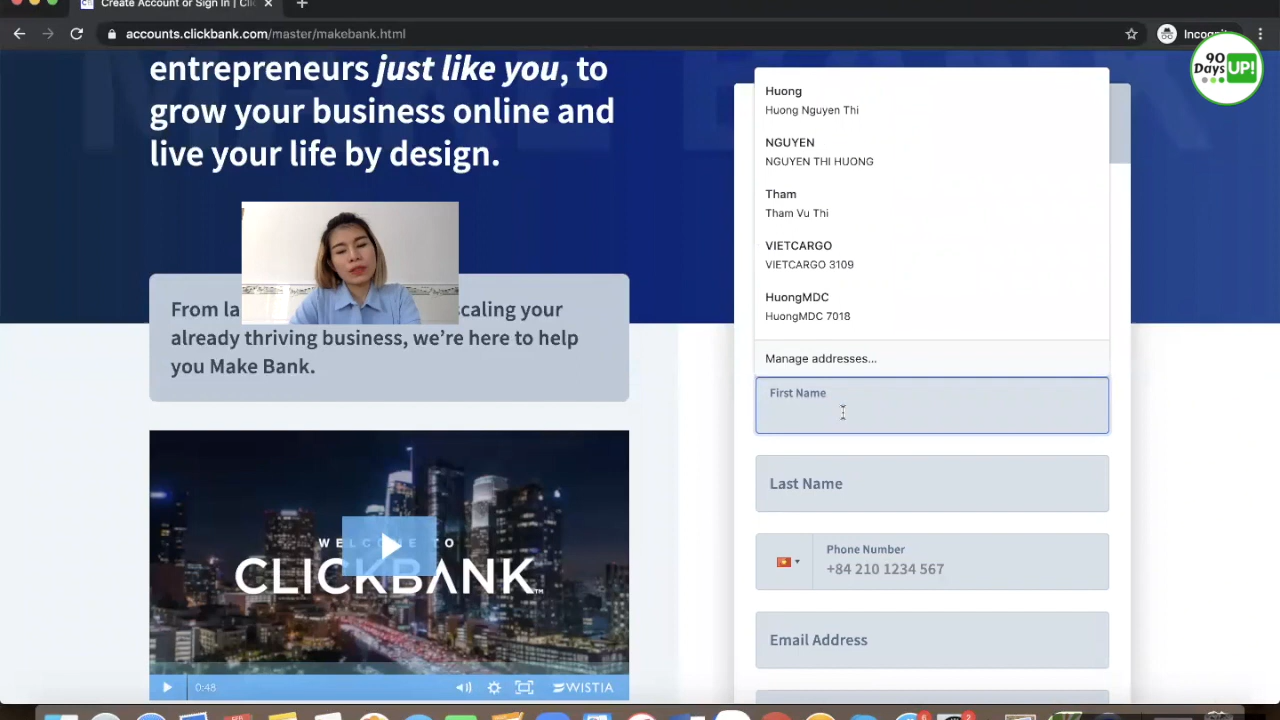 Create Account or Sign In | Cli
accounts.clickbank.com/master/makebank.html
Incogni
90
Days UP!
entrepreneurs just like you, to
grow your business online and
live your life by design.
From la
scaling your
already thriving business, we're here to help
you Make Bank.
WELCOME TO
CLICKBANK
0:48
WISTIA
Huong
Huong Nguyen Thi
NGUYEN
NGUYEN THI HUONG
Tham
Tham Vu Thi
VIETCARGO
VIETCARGO 3109
HuongMDC
HuongMDC 7018
Manage addresses...
First Name
Last Name
Phone Number
+84 210 1234 567
Email Address